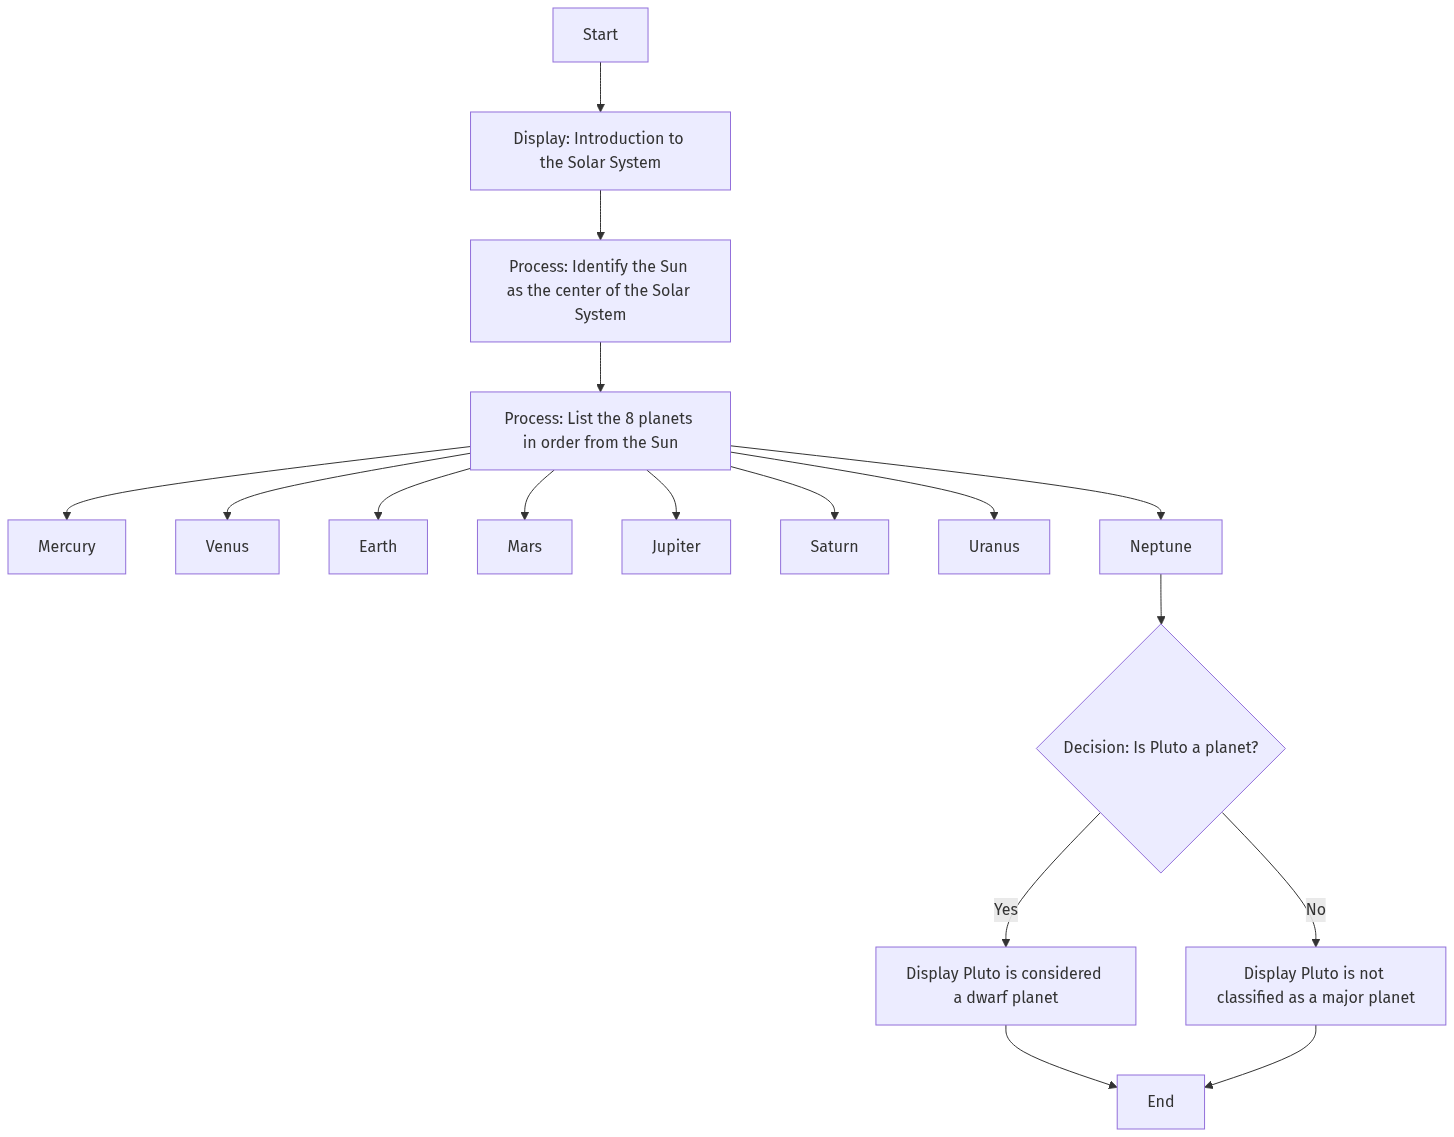 Start
Display: Introduction to
the Solar System
Process: Identify the Sun
as the center of the Solar
System
Process: List the 8 planets
in order from the Sun
Mercury
Venus
Earth
Mars
Jupiter
Saturn
Uranus
Neptune
Decision: Is Pluto a planet?
Yes
No
Display Pluto is considered
a dwarf planet
Display Pluto is not
classified as a major planet
End